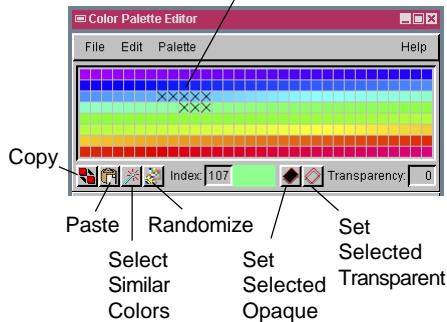 Color Palette Editor
File Edit Palette Help
Copy
Index: 107 Transparency: 0
Paste
Randomize
Select
Similar
Colors
Set
Selected
Opaque
Set
Selected
Transparent